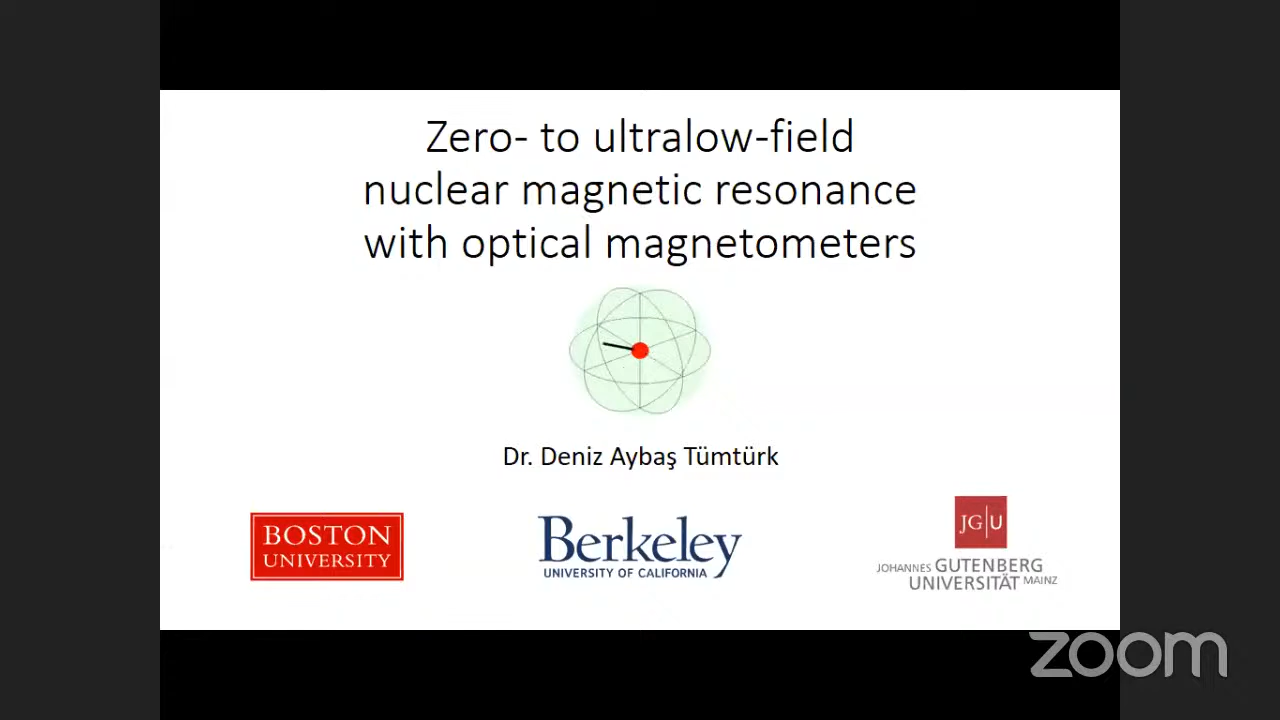 Zero- to ultralow-field
nuclear magnetic resonance
with optical magnetometers
Dr. Deniz Aybaş Tümtürk
BOSTON
UNIVERSITY
Berkeley
UNIVERSITY OF CALIFORNIA
JG|U
JOHANNES GUTENBERG
UNIVERSITÄT MAINZ
zoom